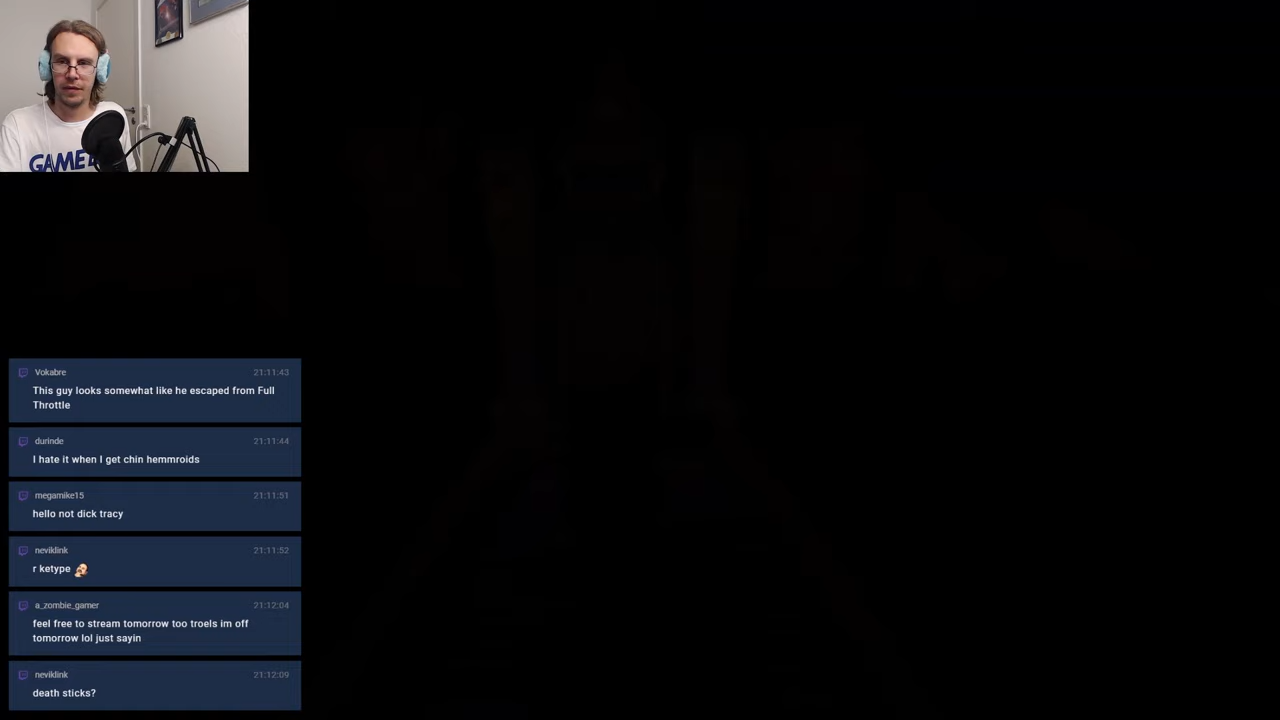 GAME
Vokabre 21:11:43
This guy looks somewhat like he escaped from Full
Throttle
durinde 21:11:44
I hate it when I get chin hemmroids
megamike15 21:11:51
hello not dick tracy
neviklink 21:11:52
r ketype
a_zombie_gamer 21:12:04
feel free to stream tomorrow too troels im off
tomorrow lol just sayin
neviklink 21:12:09
death sticks?